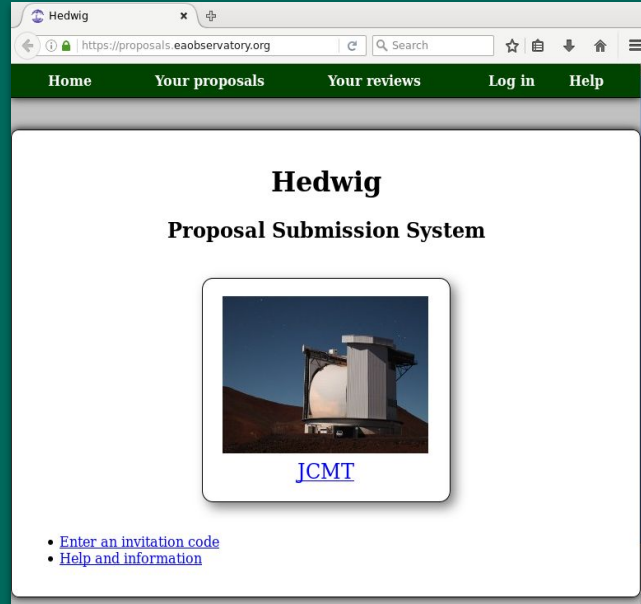 Hedwig
https://proposals.eaobservatory.org
Search
Home Your proposals Your reviews Log in Help
Hedwig
Proposal Submission System
JCMT
Enter an invitation code
Help and information